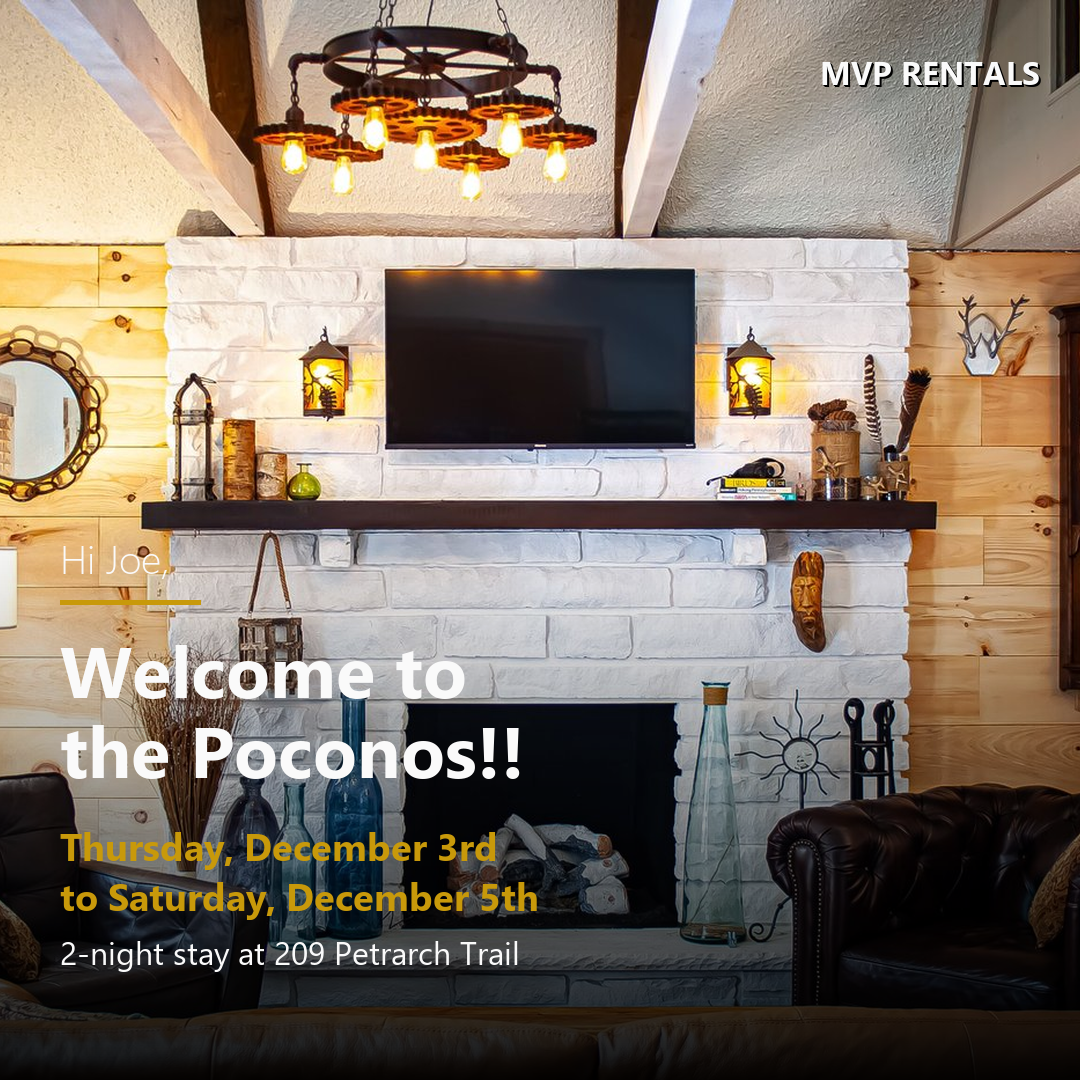 MVP RENTALS
Hi Joe,
Welcome to
the Poconos!!
Thursday, December 3rd
to Saturday, December 5th
2-night stay at 209 Petrarch Trail